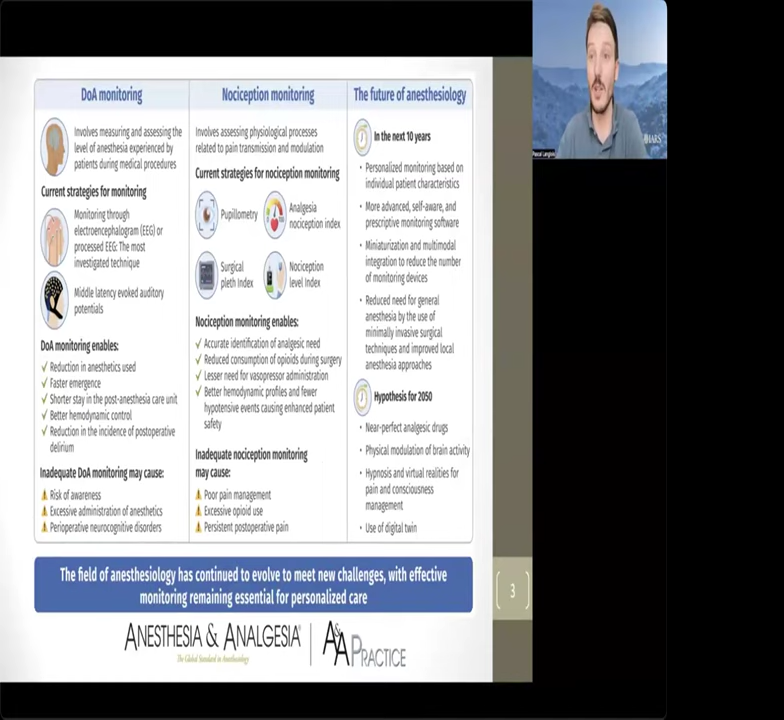 DoA monitoring
Involves measuring and assessing the
level of anesthesia experienced by
patients during medical procedures
Current strategies for monitoring
Monitoring through
electroencephalogram (EEG) or
processed EEG: The most
investigated technique
Middle latency evoked auditory
potentials
DoA monitoring enables:
✓ Reduction in anesthetics used
✓ Faster emergence
✓ Shorter stay in the post-anesthesia care unit
✓ Better hemodynamic control
✓ Reduction in the incidence of postoperative
delirium
Inadequate DoA monitoring may cause:
Risk of awareness
Excessive administration of anesthetics
Perioperative neurocognitive disorders
Nociception monitoring
Involves assessing physiological processes
related to pain transmission and modulation
Current strategies for nociception monitoring
Pupillometry
Analgesia
nociception index
Surgical
pleth Index
Nociception
level Index
Nociception monitoring enables:
✓ Accurate identification of analgesic need
✓ Reduced consumption of opioids during surgery
✓ Lesser need for vasopressor administration
✓ Better hemodynamic profiles and fewer
hypotensive events causing enhanced patient
safety
Inadequate nociception monitoring
may cause:
Poor pain management
Excessive opioid use
Persistent postoperative pain
The future of anesthesiology
In the next 10 years
• Personalized monitoring based on
individual patient characteristics
• More advanced, self-aware, and
prescriptive monitoring software
• Miniaturization and multimodal
integration to reduce the number
of monitoring devices
• Reduced need for general
anesthesia by the use of
minimally invasive surgical
techniques and improved local
anesthesia approaches
Hypothesis for 2050
• Near-perfect analgesic drugs
• Physical modulation of brain activity
• Hypnosis and virtual realities for
pain and consciousness
management
• Use of digital twin
The field of anesthesiology has continued to evolve to meet new challenges, with effective
monitoring remaining essential for personalized care
ANESTHESIA & ANALGESIA
The Global Standard in Anesthesiology
A&A PRACTICE
3
IARS